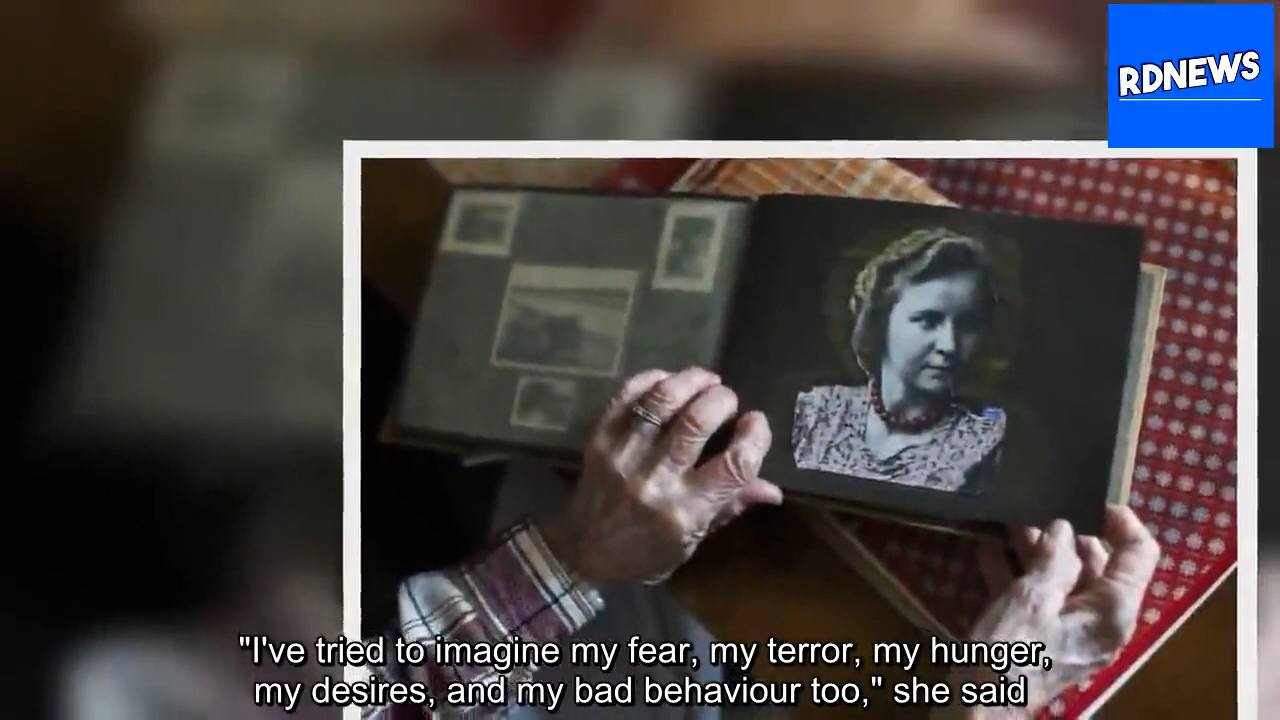 RDNEWS
"I've tried to imagine my fear, my terror, my hunger,
my desires, and my bad behaviour too," she said